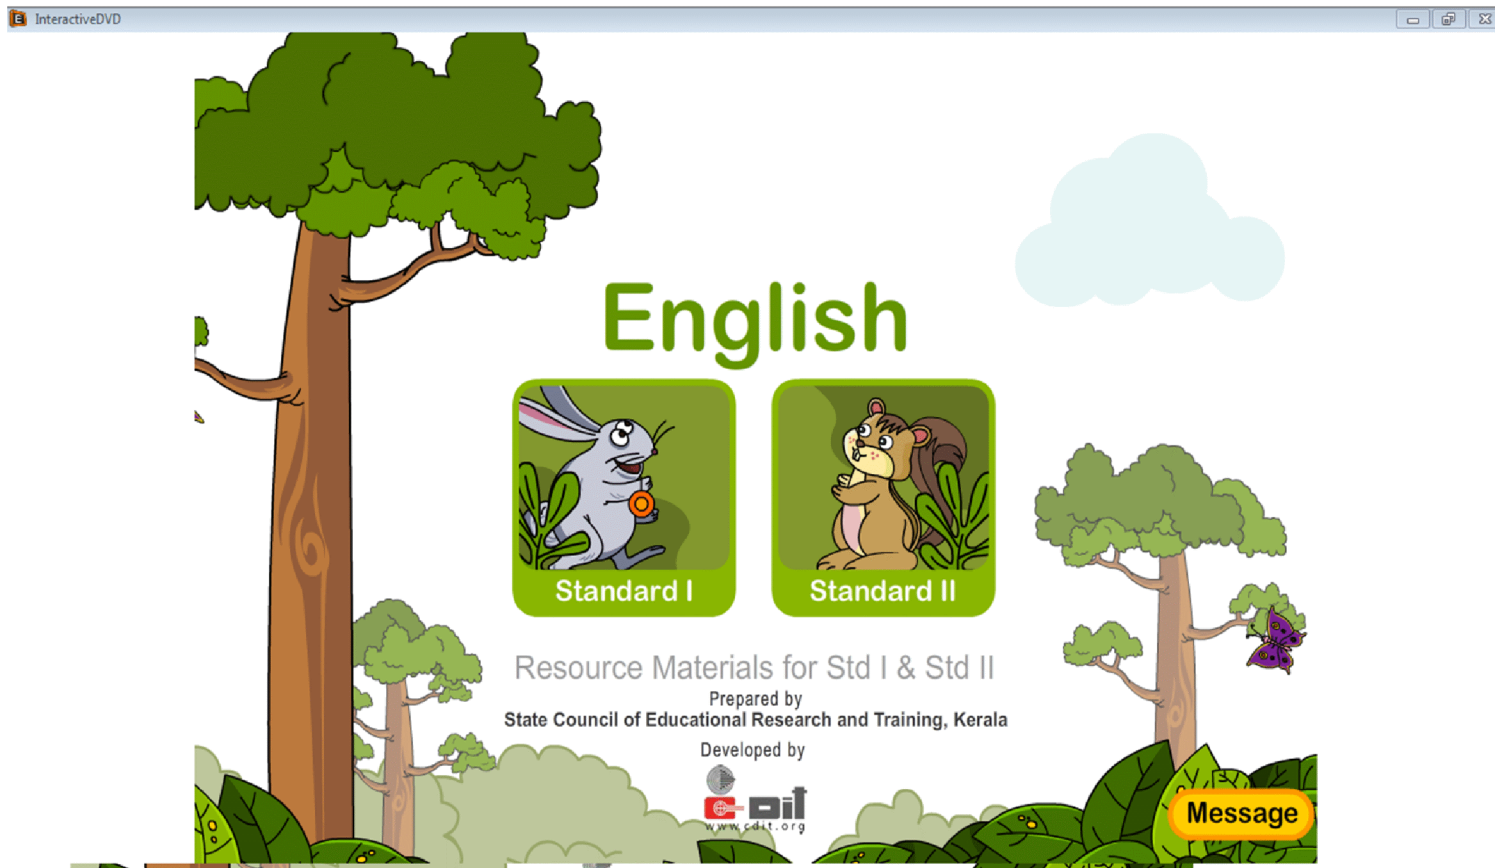 InteractiveDVD
English
Standard I
Standard II
Resource Materials for Std I & Std II
Prepared by
State Council of Educational Research and Training, Kerala
Developed by
C-DIT
www.cdit.org
Message